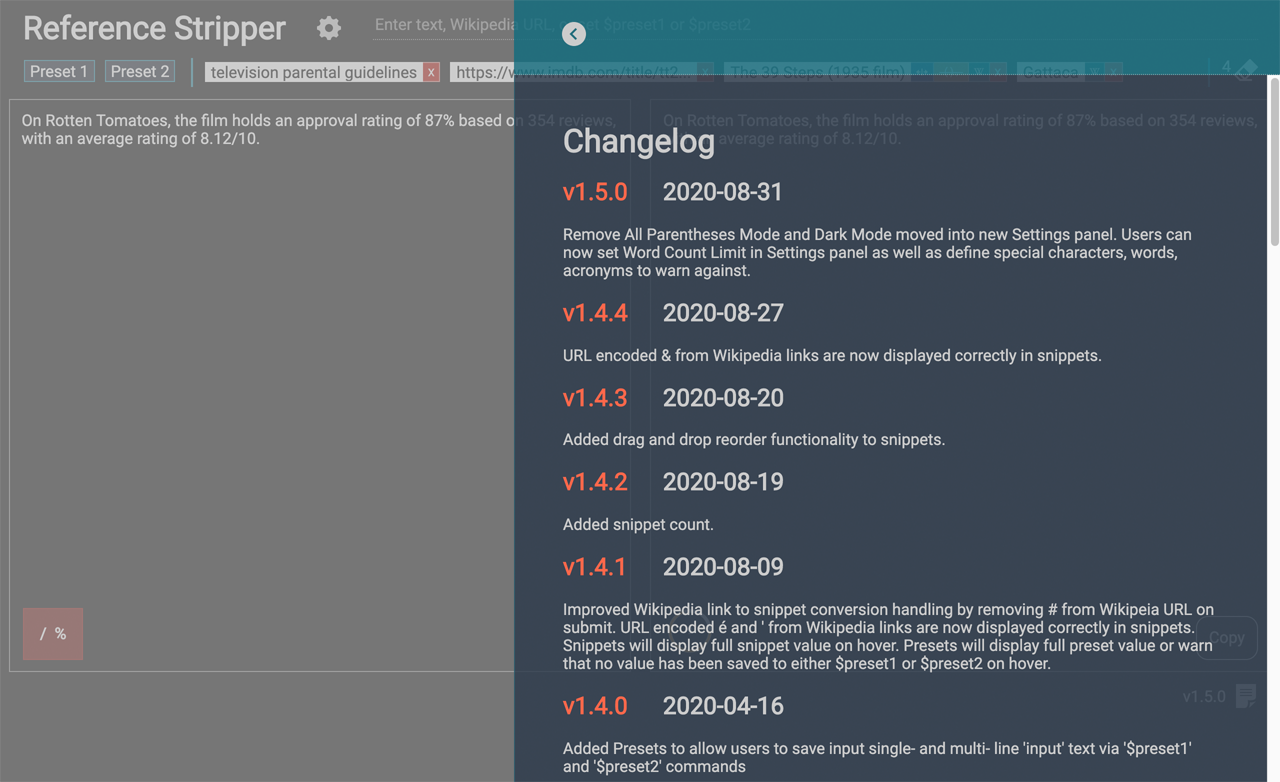 Reference Stripper
Enter text, Wikipedia URL, or set $preset1 or $preset2
Preset 1
Preset 2
television parental guidelines x
https://www.imdb.com/title/tt2...
The 39 Steps (1935 film)
Gattaca
4
On Rotten Tomatoes, the film holds an approval rating of 87% based on 354 reviews,
with an average rating of 8.12/10.
On Rotten Tomatoes, the film holds an approval rating of 87% based on 354 reviews,
average rating of 8.12/10.
/ %
Copy
v1.5.0
Changelog
v1.5.0 2020-08-31
Remove All Parentheses Mode and Dark Mode moved into new Settings panel. Users can
now set Word Count Limit in Settings panel as well as define special characters, words,
acronyms to warn against.
v1.4.4 2020-08-27
URL encoded & from Wikipedia links are now displayed correctly in snippets.
v1.4.3 2020-08-20
Added drag and drop reorder functionality to snippets.
v1.4.2 2020-08-19
Added snippet count.
v1.4.1 2020-08-09
Improved Wikipedia link to snippet conversion handling by removing # from Wikipeia URL on
submit. URL encoded é and ' from Wikipedia links are now displayed correctly in snippets.
Snippets will display full snippet value on hover. Presets will display full preset value or warn
that no value has been saved to either $preset1 or $preset2 on hover.
v1.4.0 2020-04-16
Added Presets to allow users to save input single- and multi- line 'input' text via '$preset1'
and '$preset2' commands